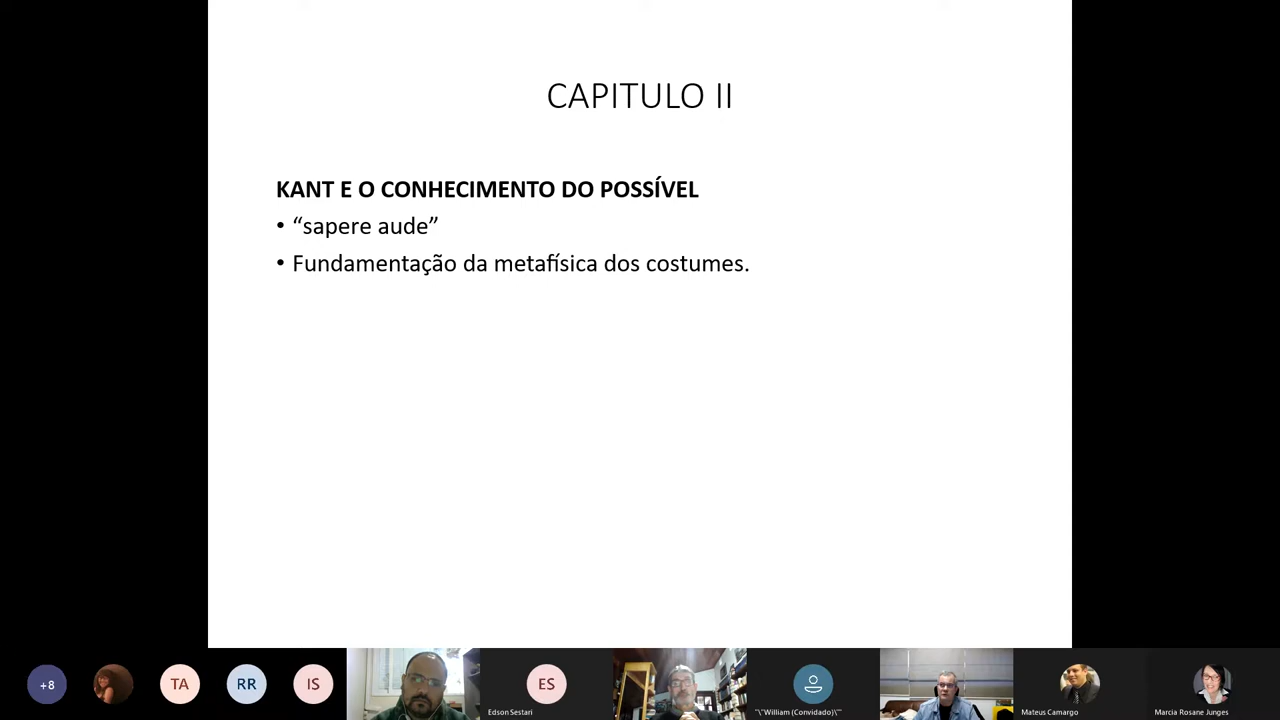 CAPITULO II
KANT E O CONHECIMENTO DO POSSÍVEL
• “sapere aude”
• Fundamentação da metafísica dos costumes.
+8
TA
RR
IS
ES
Edson Sestari
"\"William (Convidado)\""
Mateus Camargo
Marcia Rosane Junges